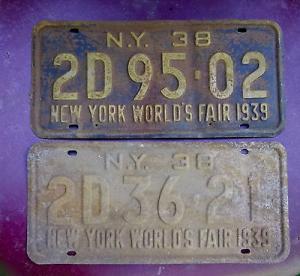 N.Y. 38
2D 95·02
NEW YORK WORLD'S FAIR 1939
N.Y. 38
2D 36·21
NEW YORK WORLD'S FAIR 1939